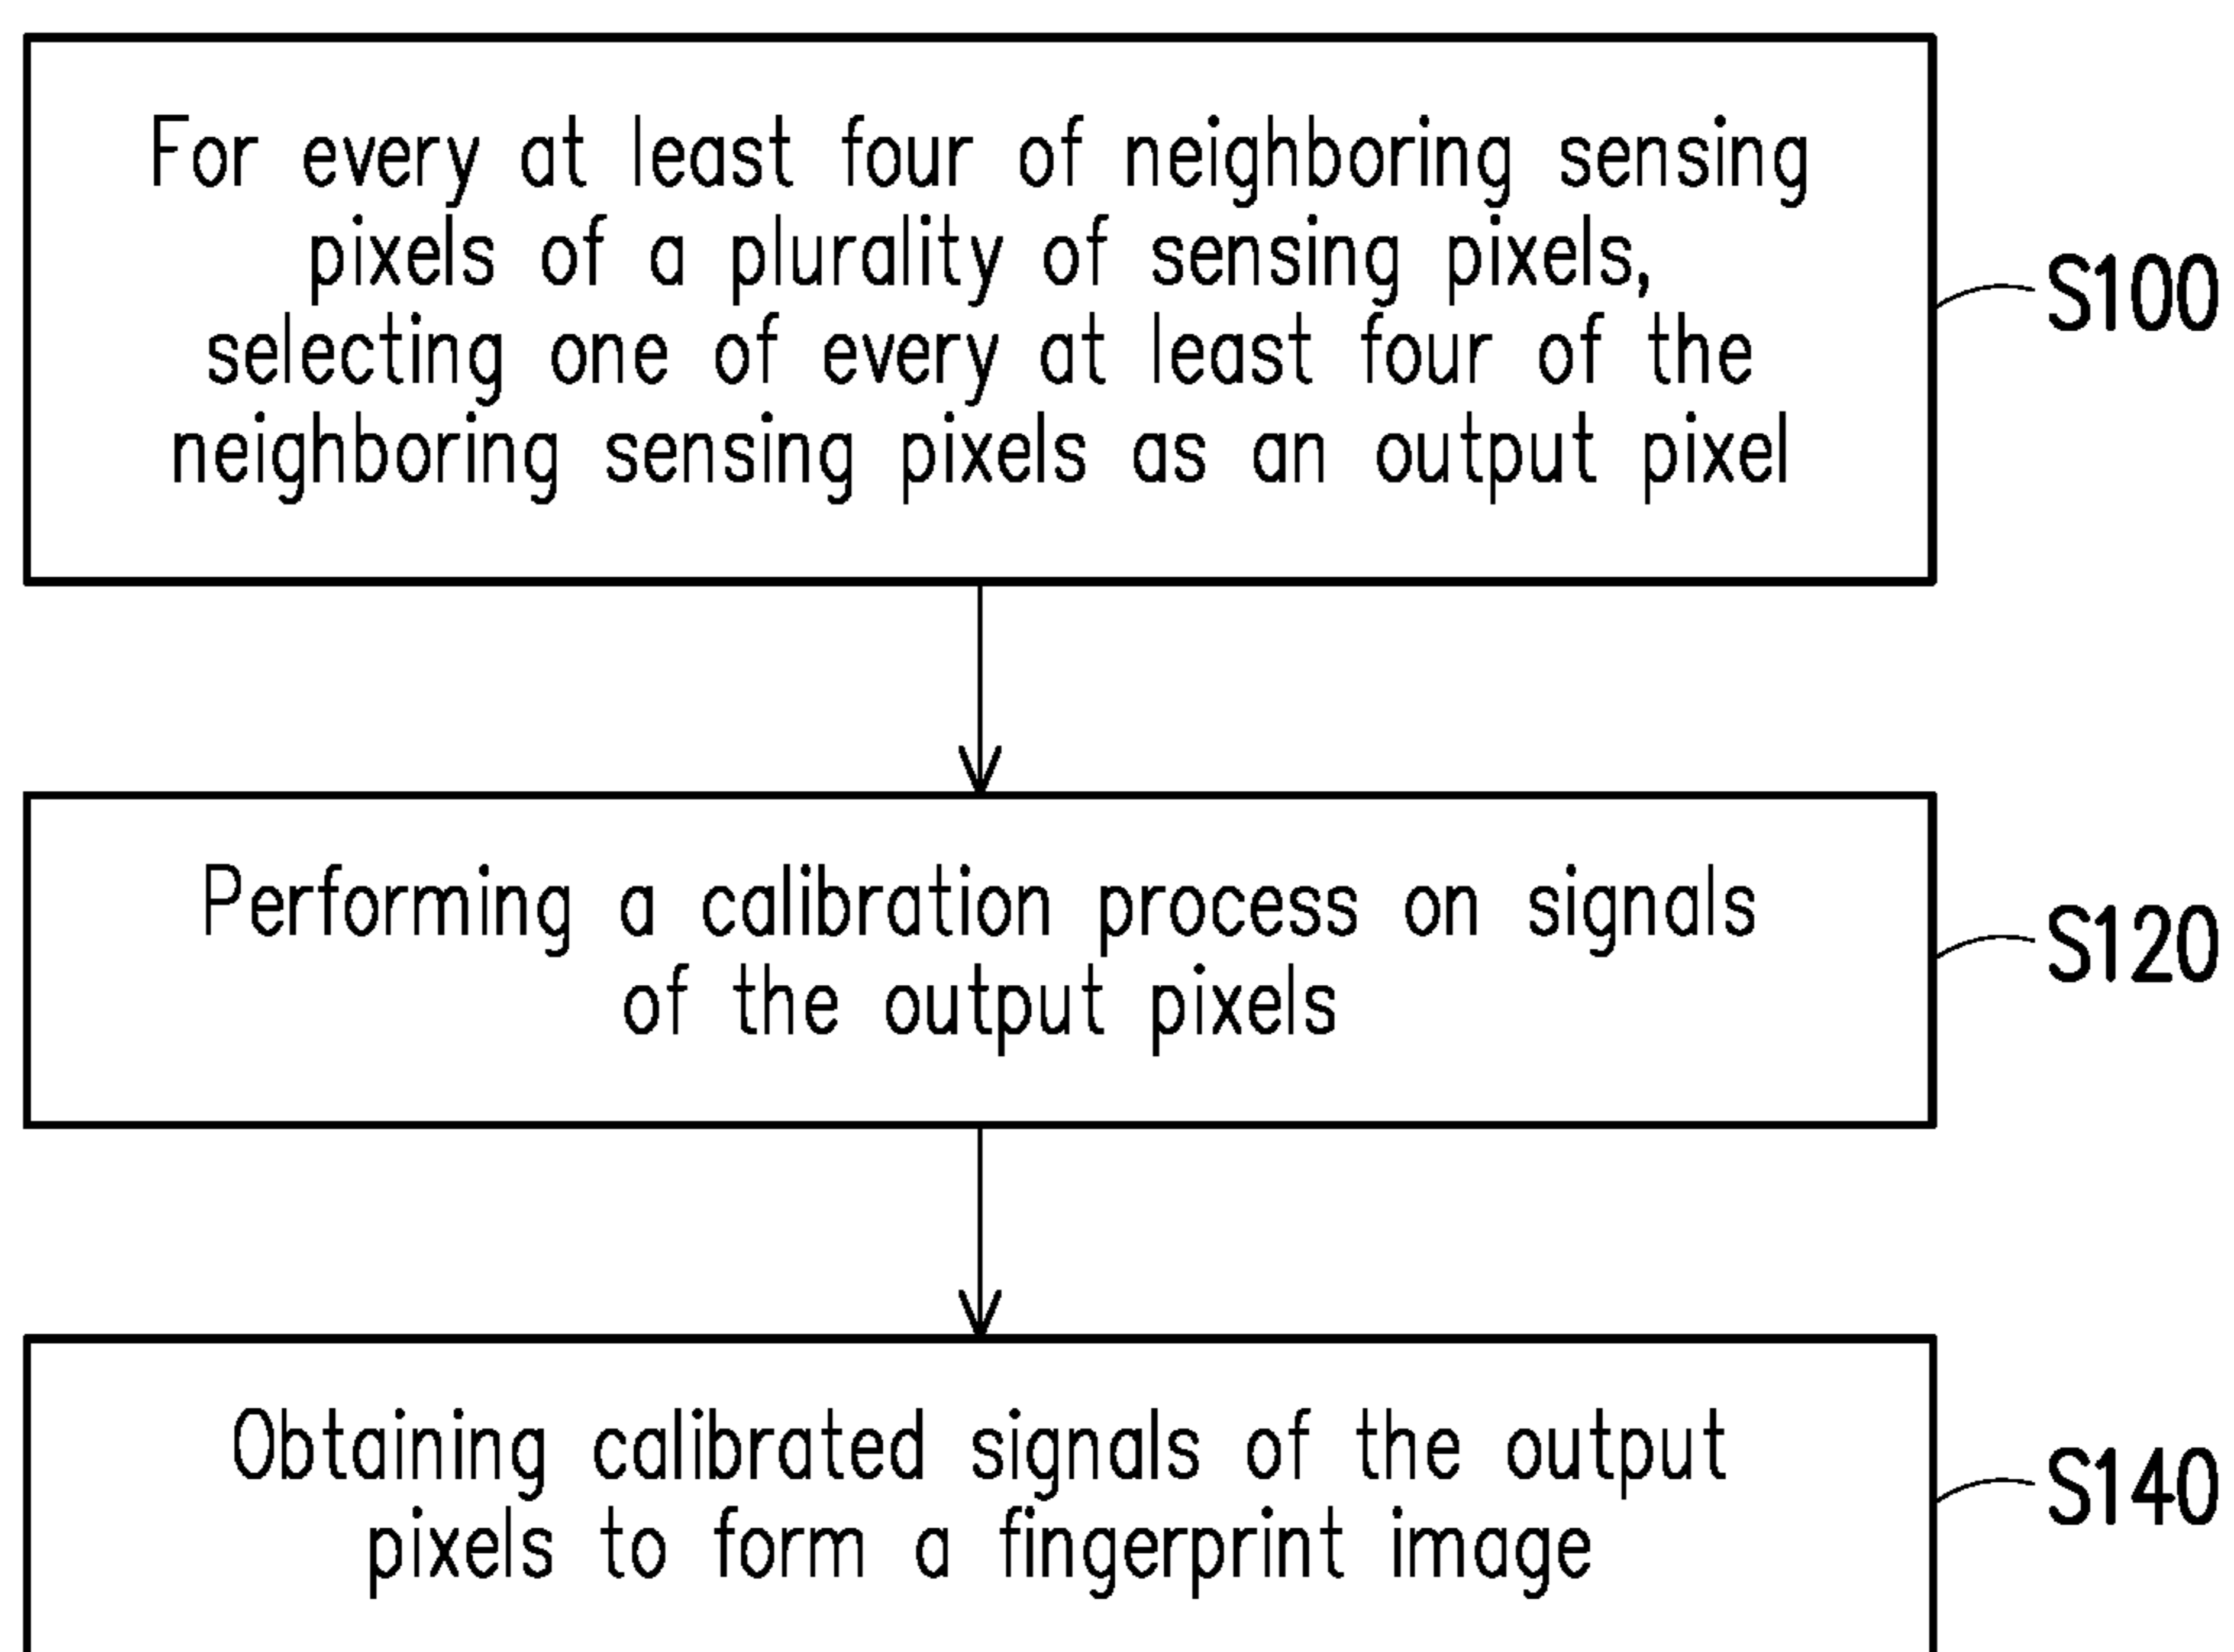 For every at least four of neighboring sensing
pixels of a plurality of sensing pixels,
selecting one of every at least four of the
neighboring sensing pixels as an output pixel
S100
Performing a calibration process on signals
of the output pixels
S120
Obtaining calibrated signals of the output
pixels to form a fingerprint image
S140